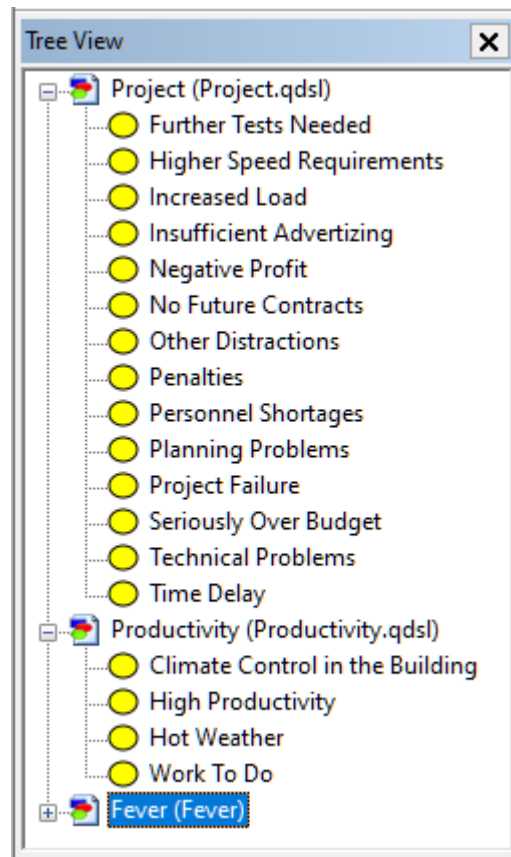 Tree View
Project (Project.qdsl)
Further Tests Needed
Higher Speed Requirements
Increased Load
Insufficient Advertizing
Negative Profit
No Future Contracts
Other Distractions
Penalties
Personnel Shortages
Planning Problems
Project Failure
Seriously Over Budget
Technical Problems
Time Delay
Productivity (Productivity.qdsl)
Climate Control in the Building
High Productivity
Hot Weather
Work To Do
Fever (Fever)